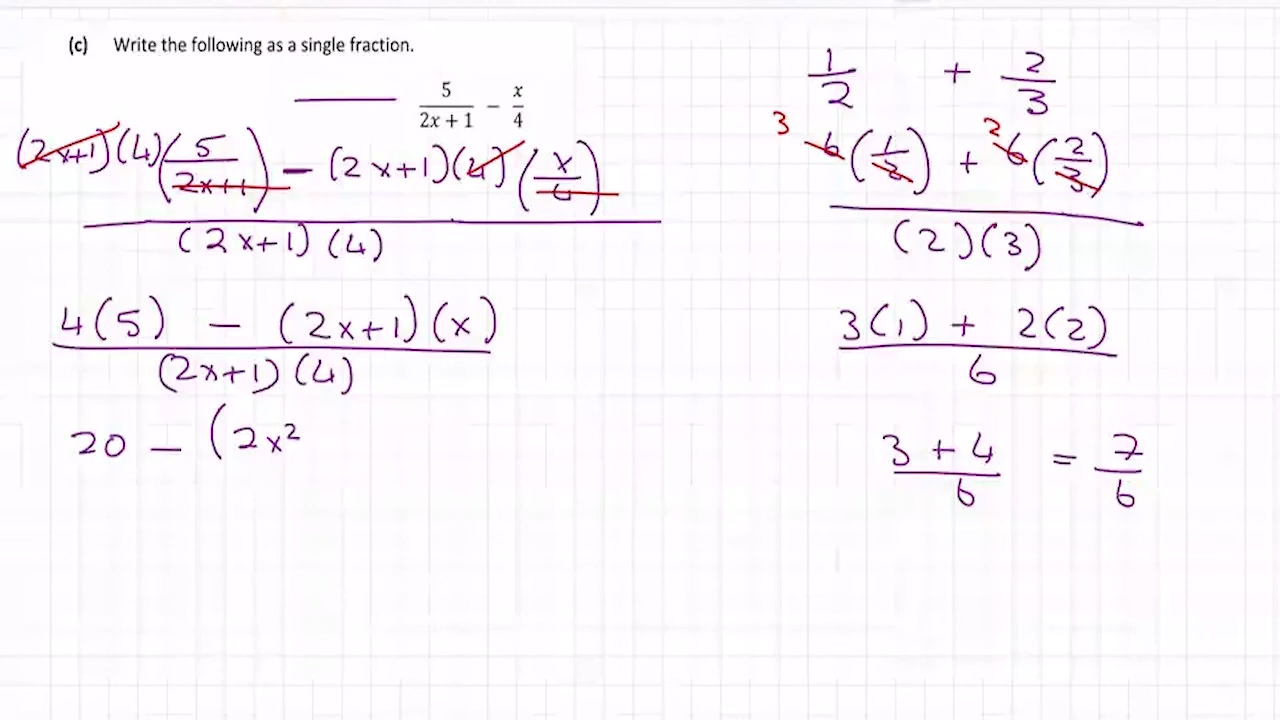 (c) Write the following as a single fraction.
5/(2x + 1) − x/4
(2x+1)(4)(5/(2x+1)) − (2x+1)(4)(x/4)
(2x+1)(4)
4(5) − (2x+1)(x)
(2x+1)(4)
20 − (2x²
1/2 + 2/3
3 2
6(1/2) + 6(2/3)
(2)(3)
3(1) + 2(2)
6
3 + 4 = 7
6 6